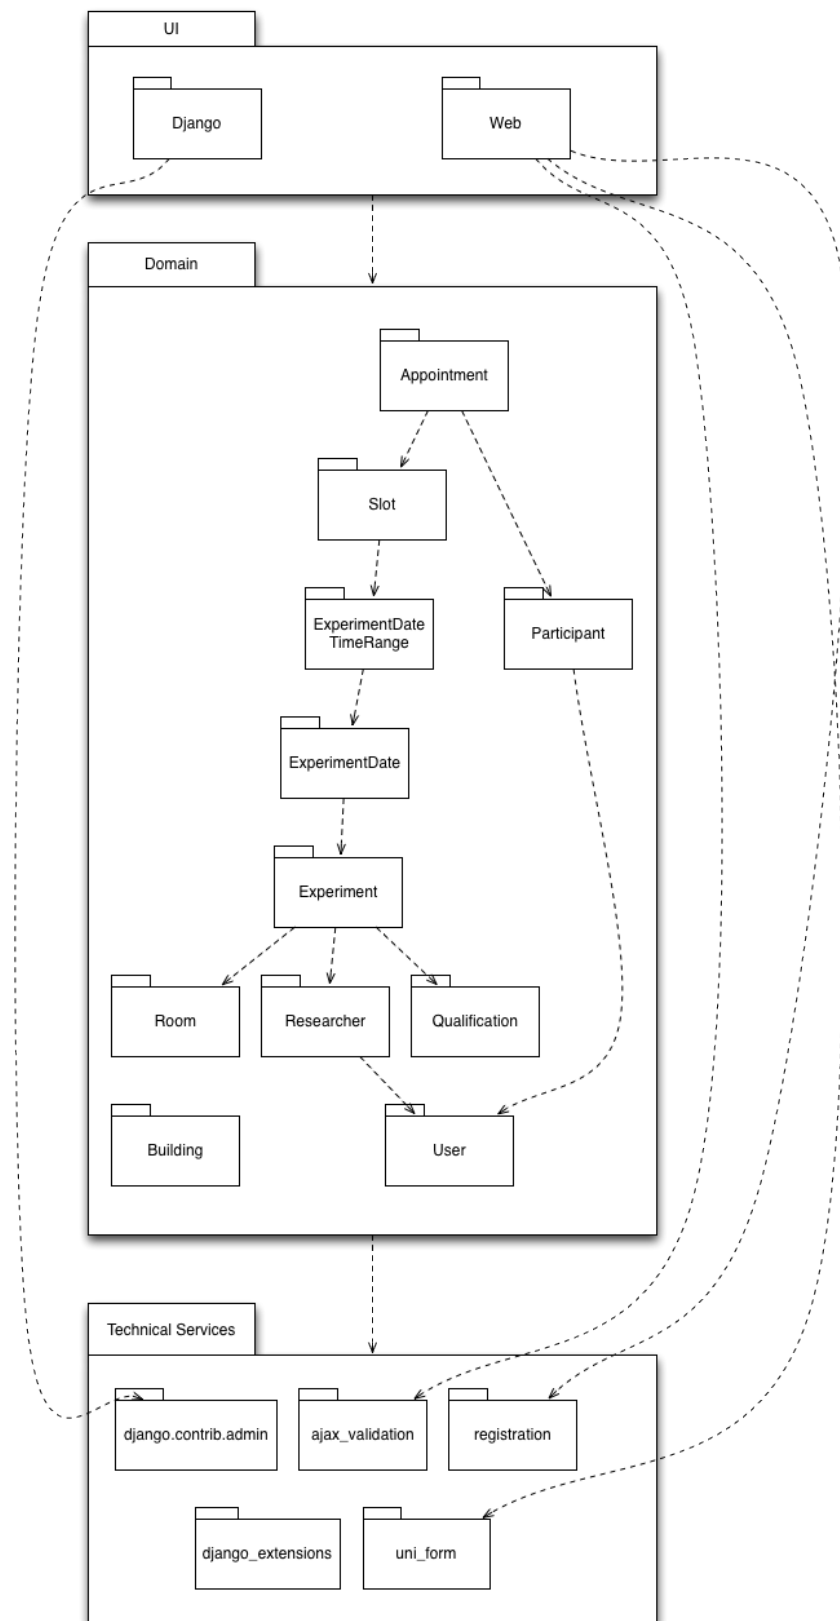 UI
Django
Web
Domain
Appointment
Slot
ExperimentDate
TimeRange
Participant
ExperimentDate
Experiment
Room
Researcher
Qualification
Building
User
Technical Services
django.contrib.admin
ajax_validation
registration
django_extensions
uni_form